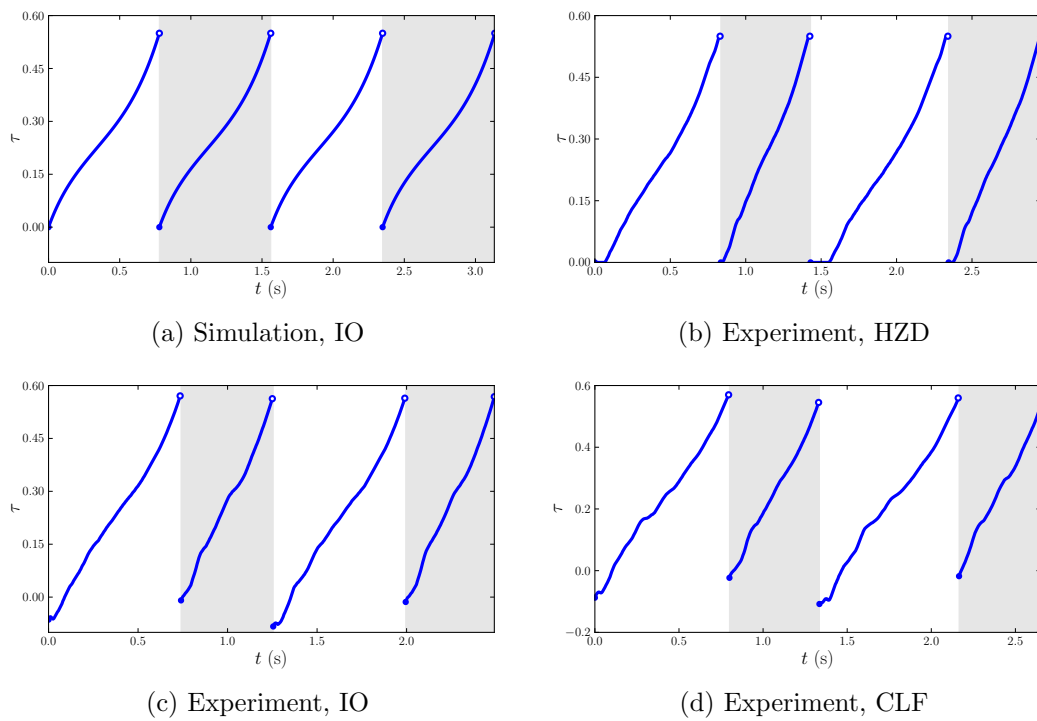 0.60
0.45
0.30
0.15
0.00
τ
0.0 0.5 1.0 1.5 2.0 2.5 3.0
t (s)
(a) Simulation, IO
0.60
0.45
0.30
0.15
0.00
τ
0.0 0.5 1.0 1.5 2.0 2.5
t (s)
(b) Experiment, HZD
0.60
0.45
0.30
0.15
0.00
τ
0.0 0.5 1.0 1.5 2.0
t (s)
(c) Experiment, IO
0.6
0.4
0.2
0.0
−0.2
τ
0.0 0.5 1.0 1.5 2.0 2.5
t (s)
(d) Experiment, CLF